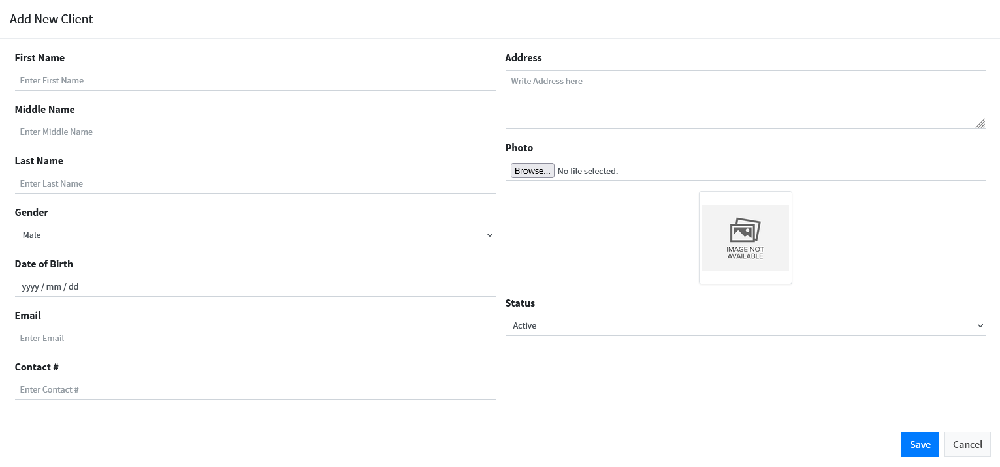 Add New Client
First Name
Enter First Name
Middle Name
Enter Middle Name
Last Name
Enter Last Name
Gender
Male
Date of Birth
yyyy / mm / dd
Email
Enter Email
Contact #
Enter Contact #
Address
Write Address here
Photo
Browse... No file selected.
IMAGE NOT
AVAILABLE
Status
Active
Save Cancel